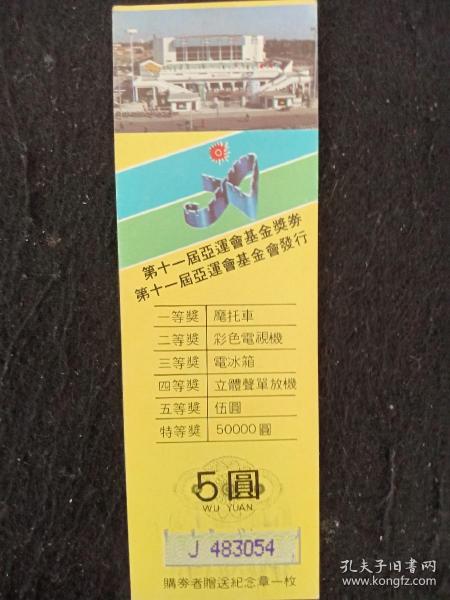 第十一屆亞運會基金獎券
第十一屆亞運會基金會發行
一等獎 魔托車
二等獎 彩色電視機
三等獎 電冰箱
四等獎 立體聲單放機
五等獎 伍圓
特等獎 50000圓
5圓
WU YUAN
J 483054
購券者贈送紀念章一枚
孔夫子旧书网
www.kongfz.com